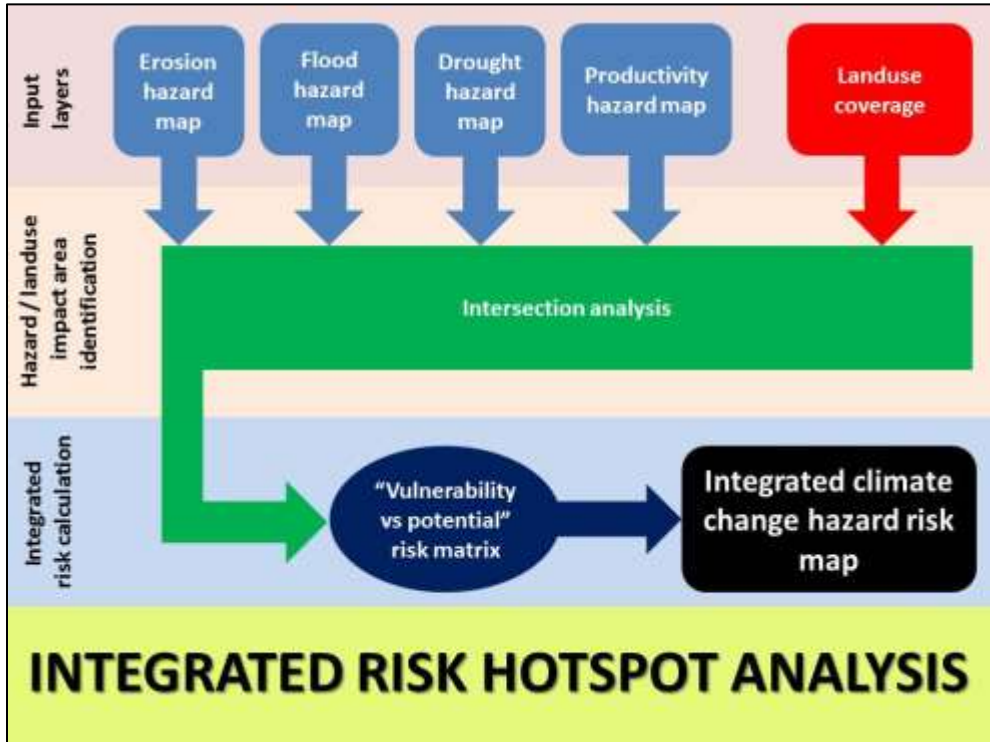 Input
layers
Erosion
hazard
map
Flood
hazard
map
Drought
hazard
map
Productivity
hazard map
Landuse
coverage
Hazard / landuse
impact area
identification
Intersection analysis
Integrated
risk calculation
“Vulnerability
vs potential”
risk matrix
Integrated climate
change hazard risk
map
INTEGRATED RISK HOTSPOT ANALYSIS